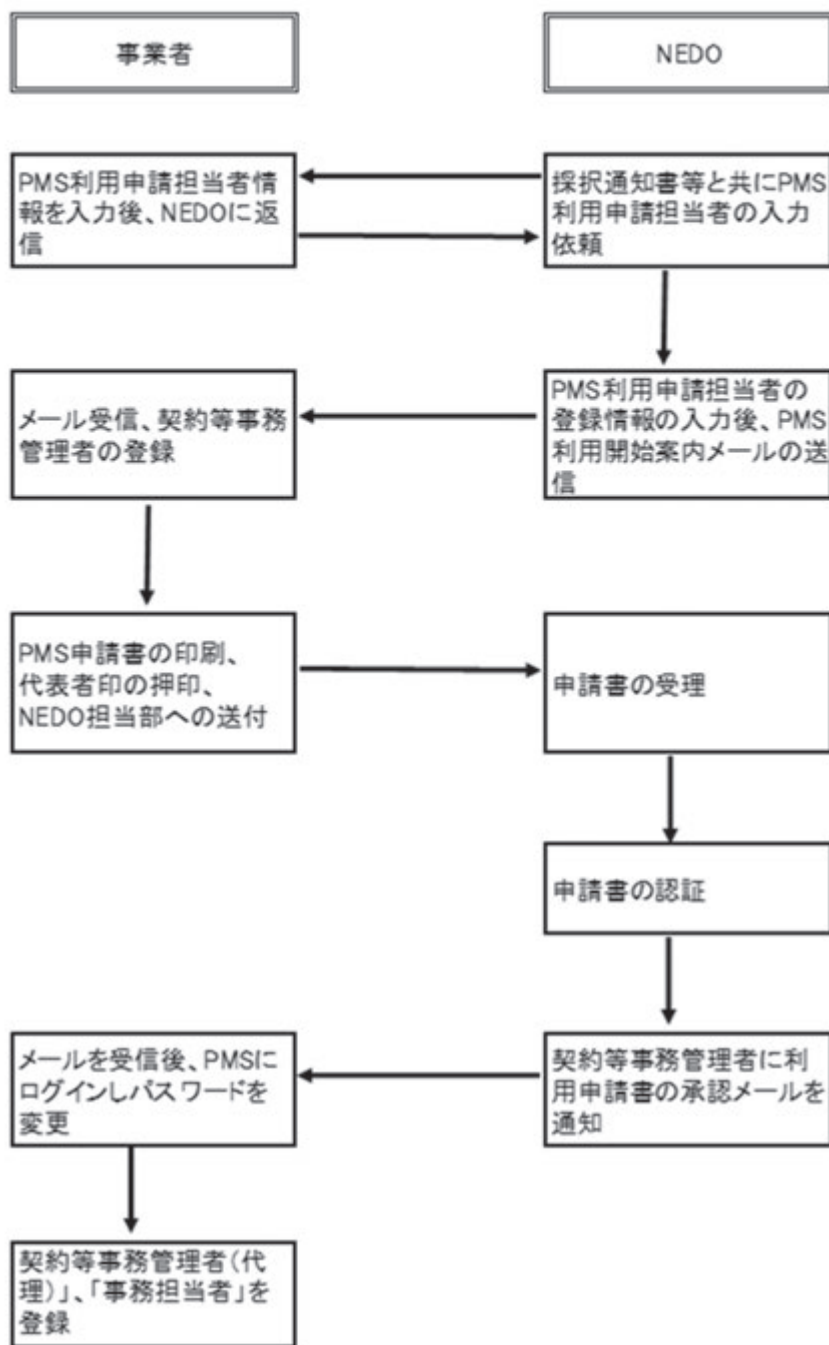 事業者
NEDO
PMS利用申請担当者情
報を入力後、NEDOに返
信
採択通知書等と共にPMS
利用申請担当者の入力
依頼
メール受信、契約等事務
管理者の登録
PMS利用申請担当者の
登録情報の入力後、PMS
利用開始案内メールの送
信
PMS申請書の印刷、
代表者印の押印、
NEDO担当部への送付
申請書の受理
申請書の認証
メールを受信後、PMSに
ログインしパスワードを
変更
契約等事務管理者に利
用申請書の承認メールを
通知
契約等事務管理者(代
理)」、「事務担当者」を
登録